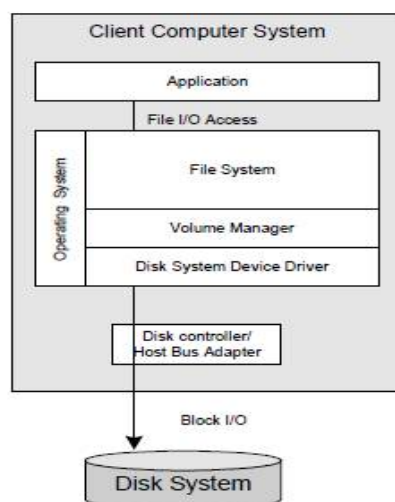 Client Computer System
Application
File I/O Access
Operating System
File System
Volume Manager
Disk System Device Driver
Disk controller/
Host Bus Adapter
Block I/O
Disk System